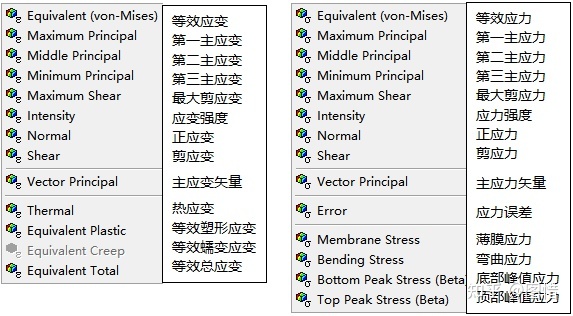 Equivalent (von-Mises) 等效应变
Maximum Principal 第一主应变
Middle Principal 第二主应变
Minimum Principal 第三主应变
Maximum Shear 最大剪应变
Intensity 应变强度
Normal 正应变
Shear 剪应变
Vector Principal 主应变矢量
Thermal 热应变
Equivalent Plastic 等效塑形应变
Equivalent Creep 等效蠕变应变
Equivalent Total 等效总应变
Equivalent (von-Mises) 等效应力
Maximum Principal 第一主应力
Middle Principal 第二主应力
Minimum Principal 第三主应力
Maximum Shear 最大剪应力
Intensity 应力强度
Normal 正应力
Shear 剪应力
Vector Principal 主应力矢量
Error 应力误差
Membrane Stress 薄膜应力
Bending Stress 弯曲应力
Bottom Peak Stress (Beta) 底部峰值应力
Top Peak Stress (Beta) 顶部峰值应力